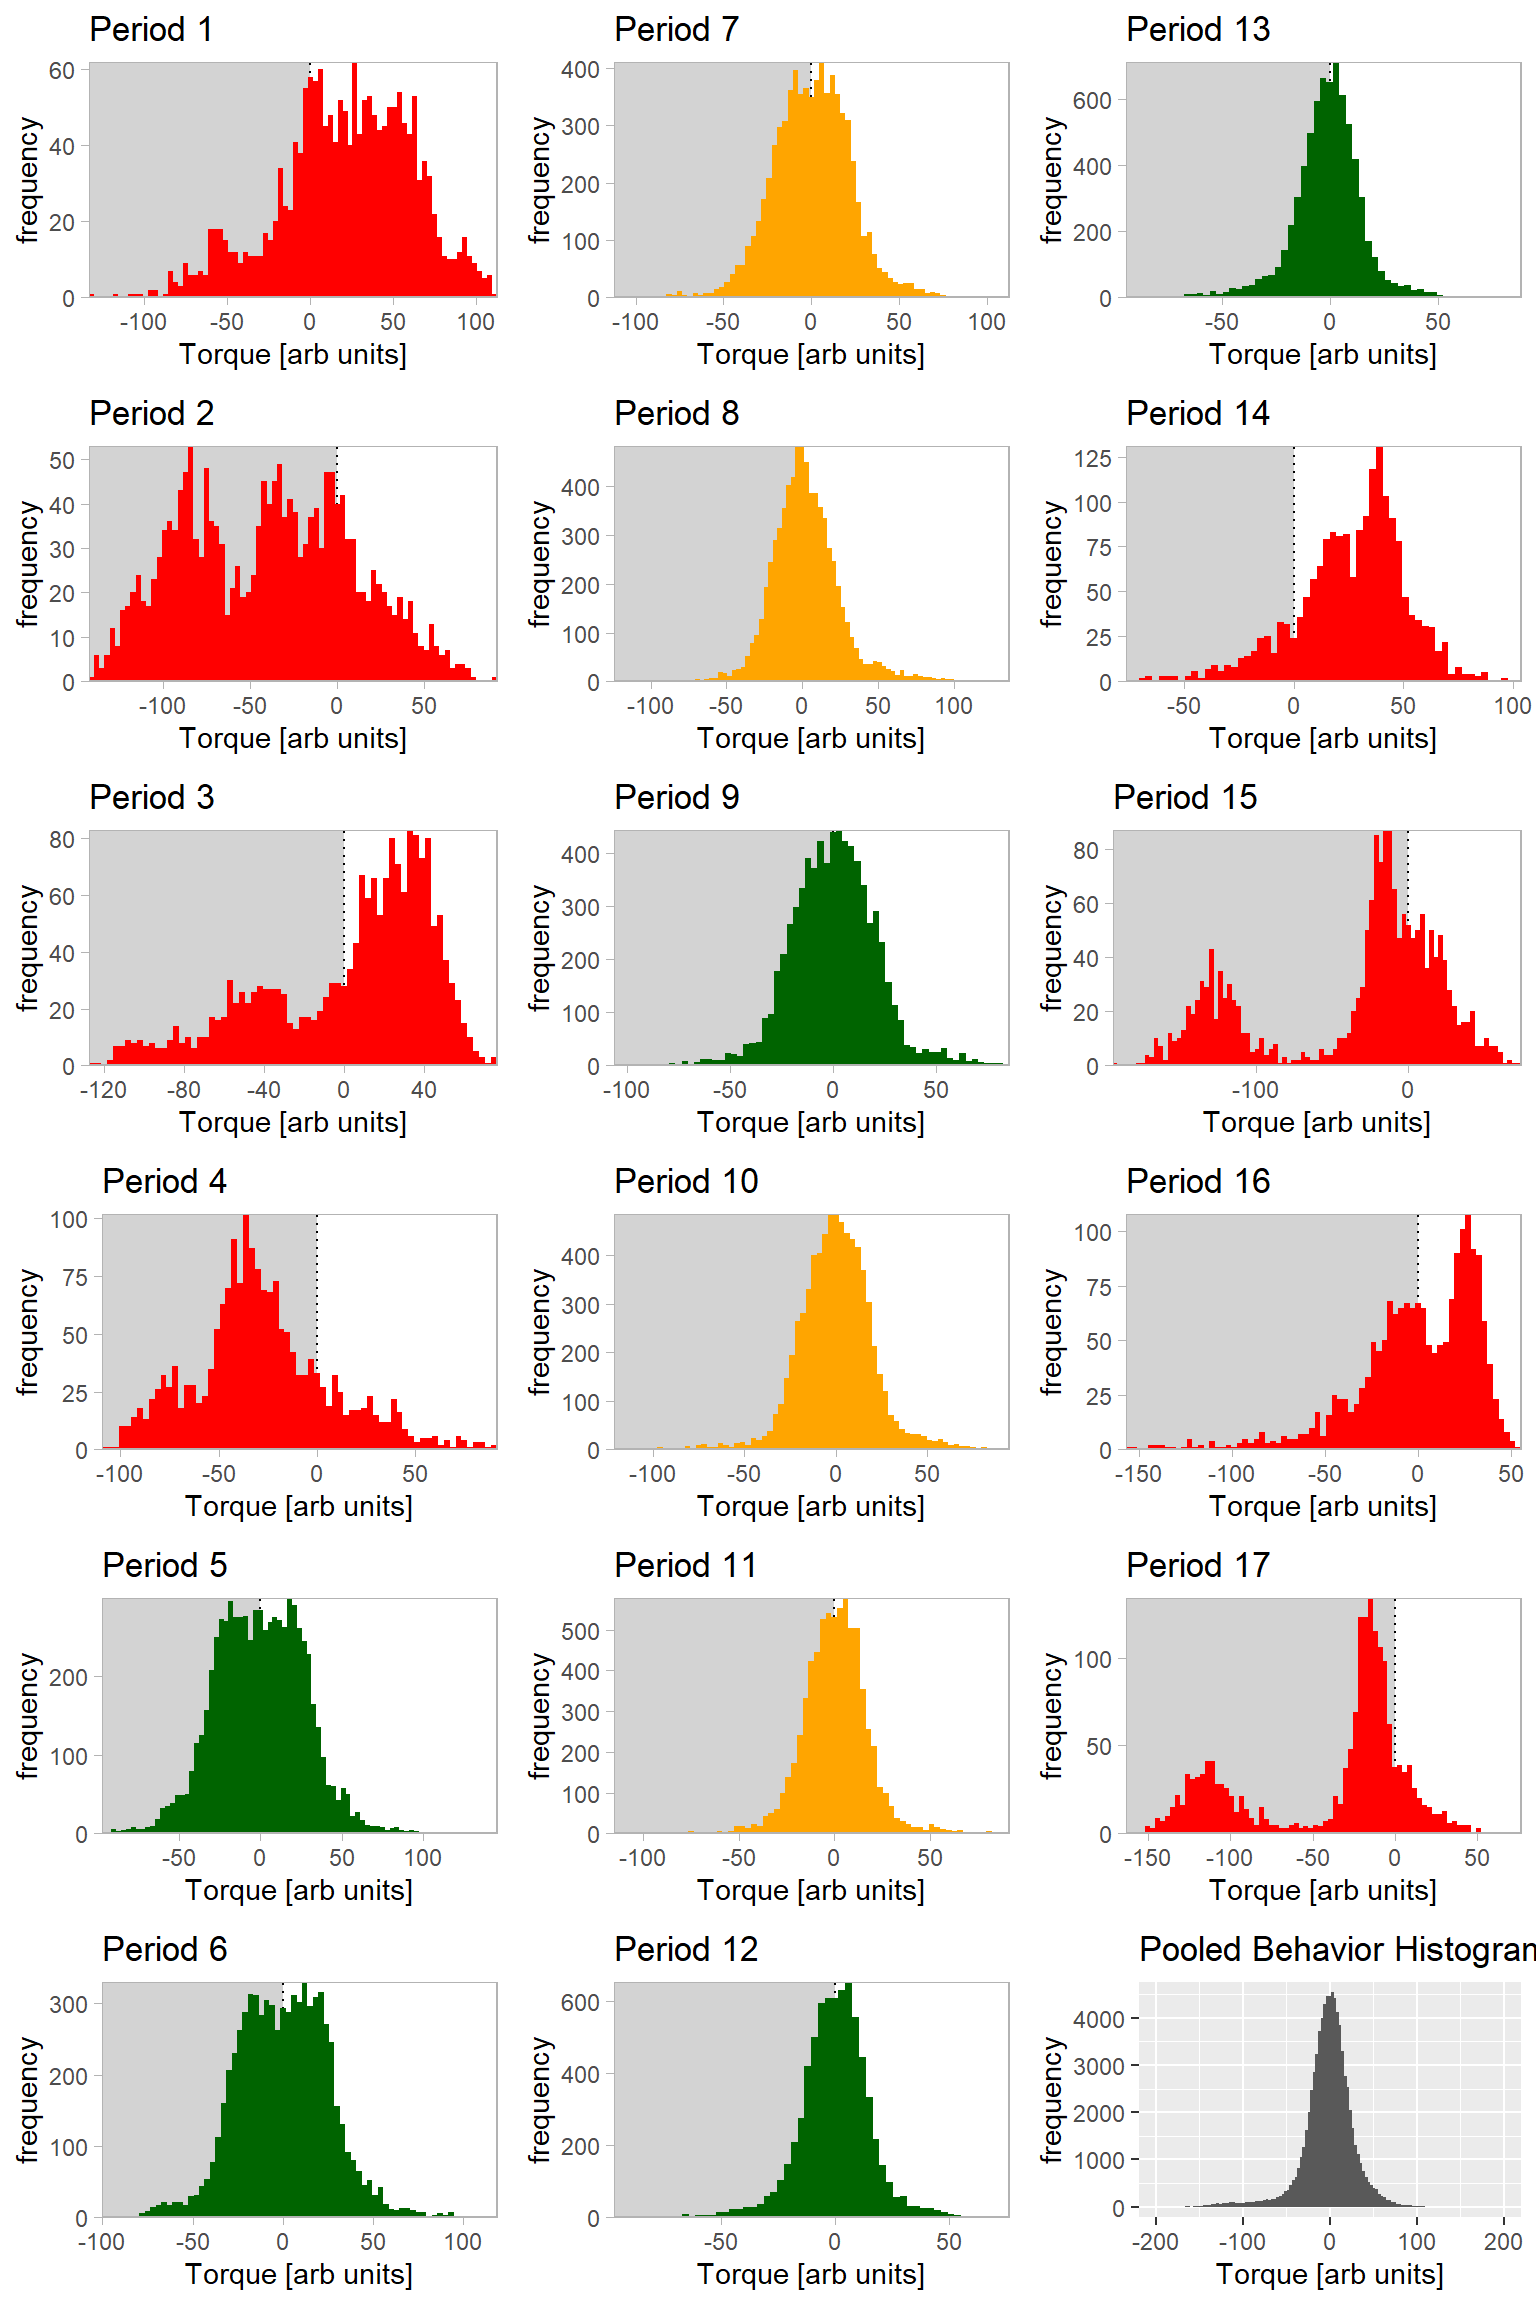 Period 1
60
40
20
0
frequency
-100 -50 0 50 100
Torque [arb units]
Period 7
400
300
200
100
0
frequency
-100 -50 0 50 100
Torque [arb units]
Period 13
600
400
200
0
frequency
-50 0 50
Torque [arb units]
Period 2
50
40
30
20
10
0
frequency
-100 -50 0 50
Torque [arb units]
Period 8
400
300
200
100
0
frequency
-100 -50 0 50 100
Torque [arb units]
Period 14
125
100
75
50
25
0
frequency
-50 0 50 100
Torque [arb units]
Period 3
80
60
40
20
0
frequency
-120 -80 -40 0 40
Torque [arb units]
Period 9
400
300
200
100
0
frequency
-100 -50 0 50
Torque [arb units]
Period 15
80
60
40
20
0
frequency
-100 0
Torque [arb units]
Period 4
100
75
50
25
0
frequency
-100 -50 0 50
Torque [arb units]
Period 10
400
300
200
100
0
frequency
-100 -50 0 50
Torque [arb units]
Period 16
100
75
50
25
0
frequency
-150 -100 -50 0 50
Torque [arb units]
Period 5
200
100
0
frequency
-50 0 50 100
Torque [arb units]
Period 11
500
400
300
200
100
0
frequency
-100 -50 0 50
Torque [arb units]
Period 17
100
50
0
frequency
-150 -100 -50 0 50
Torque [arb units]
Period 6
300
200
100
0
frequency
-100 -50 0 50 100
Torque [arb units]
Period 12
600
400
200
0
frequency
-50 0 50
Torque [arb units]
Pooled Behavior Histogran
4000
3000
2000
1000
0
frequency
-200 -100 0 100 200
Torque [arb units]